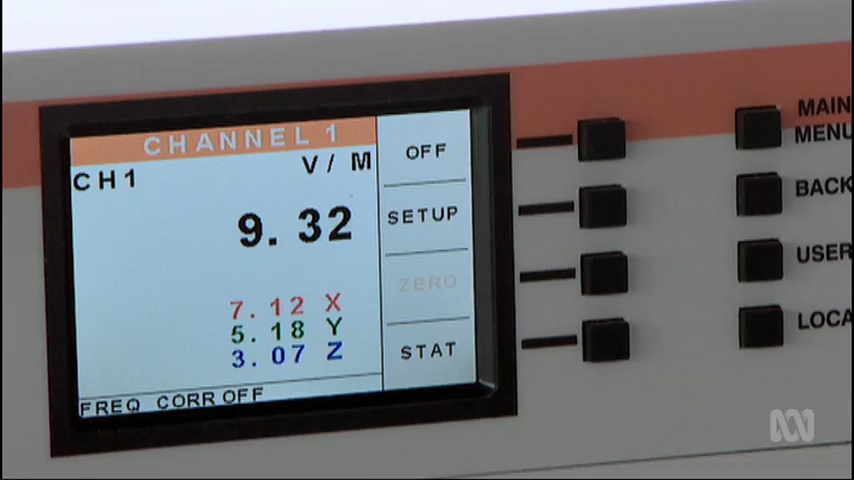 CHANNEL 1
CH1 V/M
9.32
7.12 X
5.18 Y
3.07 Z
FREQ CORR OFF
OFF
SETUP
ZERO
STAT
MAIN
MENU
BACK
USER
LOCA